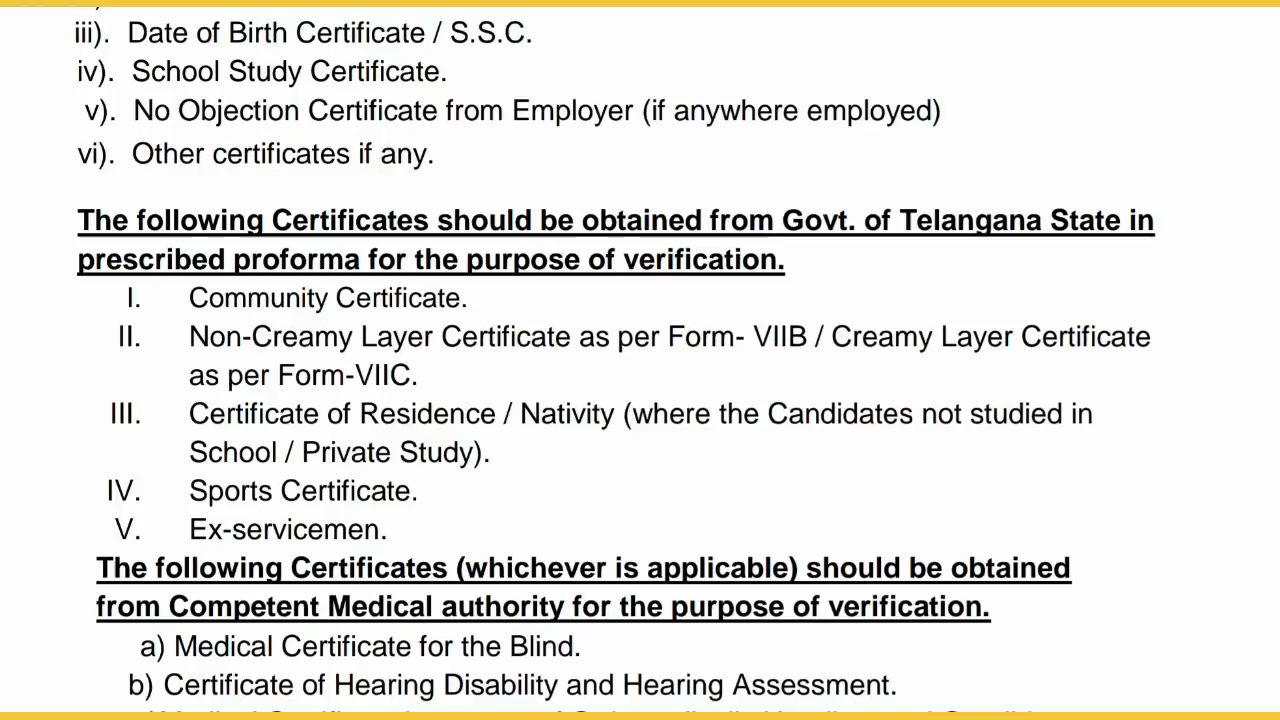 iii). Date of Birth Certificate / S.S.C.
iv). School Study Certificate.
v). No Objection Certificate from Employer (if anywhere employed)
vi). Other certificates if any.
The following Certificates should be obtained from Govt. of Telangana State in
prescribed proforma for the purpose of verification.
I. Community Certificate.
II. Non-Creamy Layer Certificate as per Form- VIIB / Creamy Layer Certificate
as per Form-VIIC.
III. Certificate of Residence / Nativity (where the Candidates not studied in
School / Private Study).
IV. Sports Certificate.
V. Ex-servicemen.
The following Certificates (whichever is applicable) should be obtained
from Competent Medical authority for the purpose of verification.
a) Medical Certificate for the Blind.
b) Certificate of Hearing Disability and Hearing Assessment.